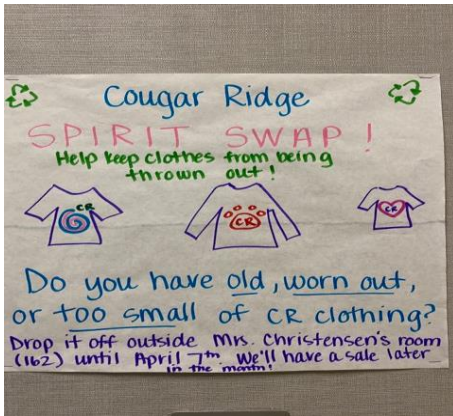 Cougar Ridge
SPIRIT SWAP!
Help keep clothes from being
thrown out!
CR
CR
CR
Do you have old, worn out,
or too small of CR clothing?
Drop it off outside Mrs. Christensen's room
(162) until April 7th. We'll have a sale later
in the month!